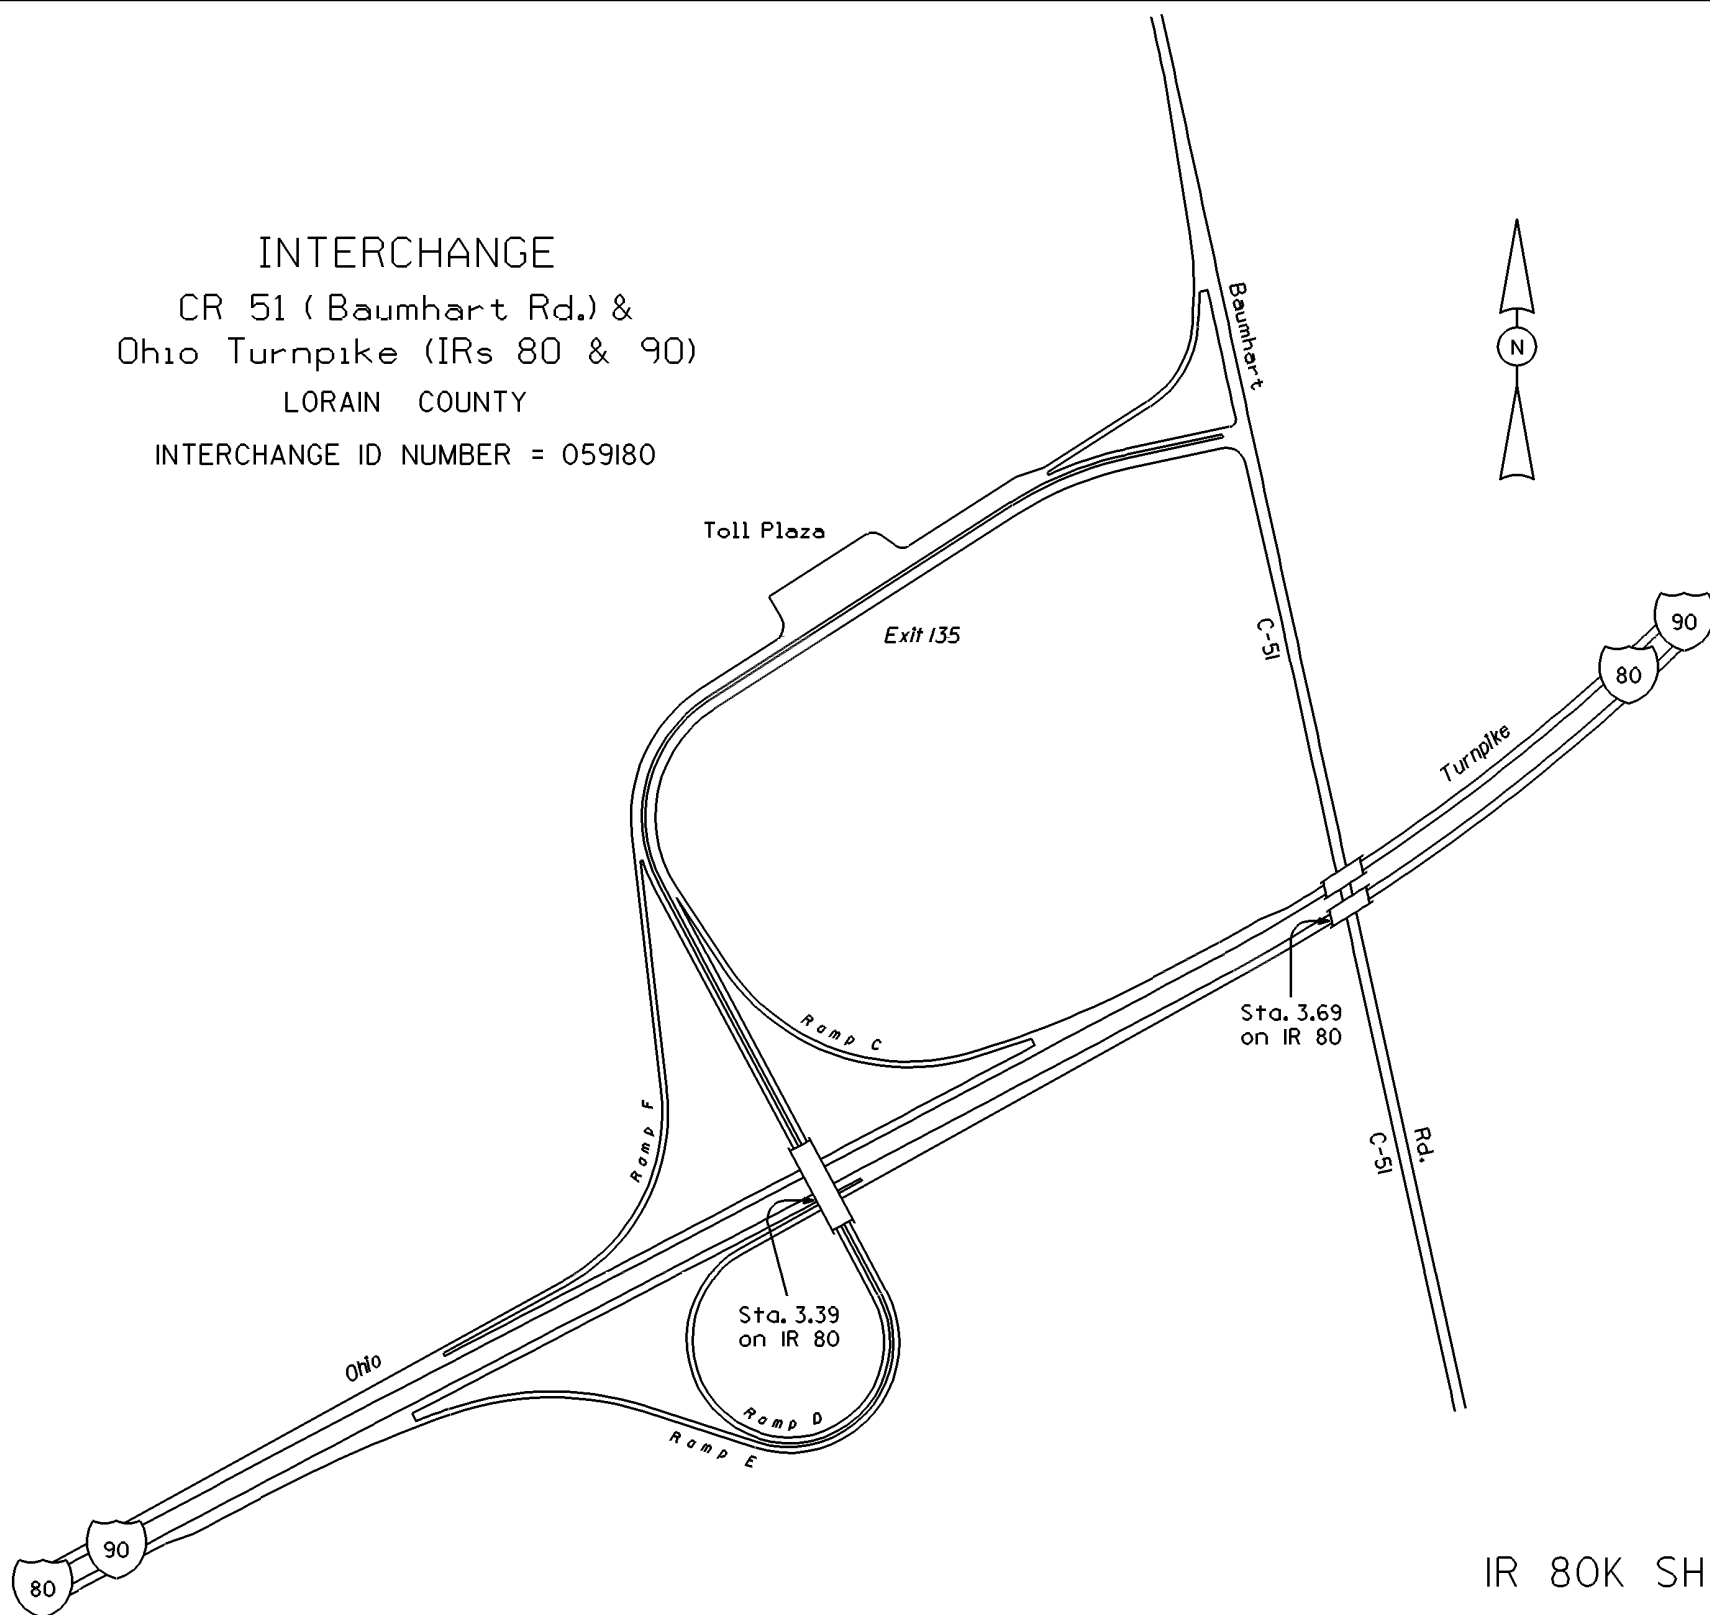 INTERCHANGE
CR 51 (Baumhart Rd.) &
Ohio Turnpike (IRs 80 & 90)
LORAIN COUNTY
INTERCHANGE ID NUMBER = 059180
Baumhart
N
Toll Plaza
Exit 135
C-51
90
80
Turnpike
Sta. 3.69
on IR 80
Ramp C
Ramp F
C-51
Rd.
Sta. 3.39
on IR 80
Ohio
Ramp D
Ramp E
90
80
IR 80K SH